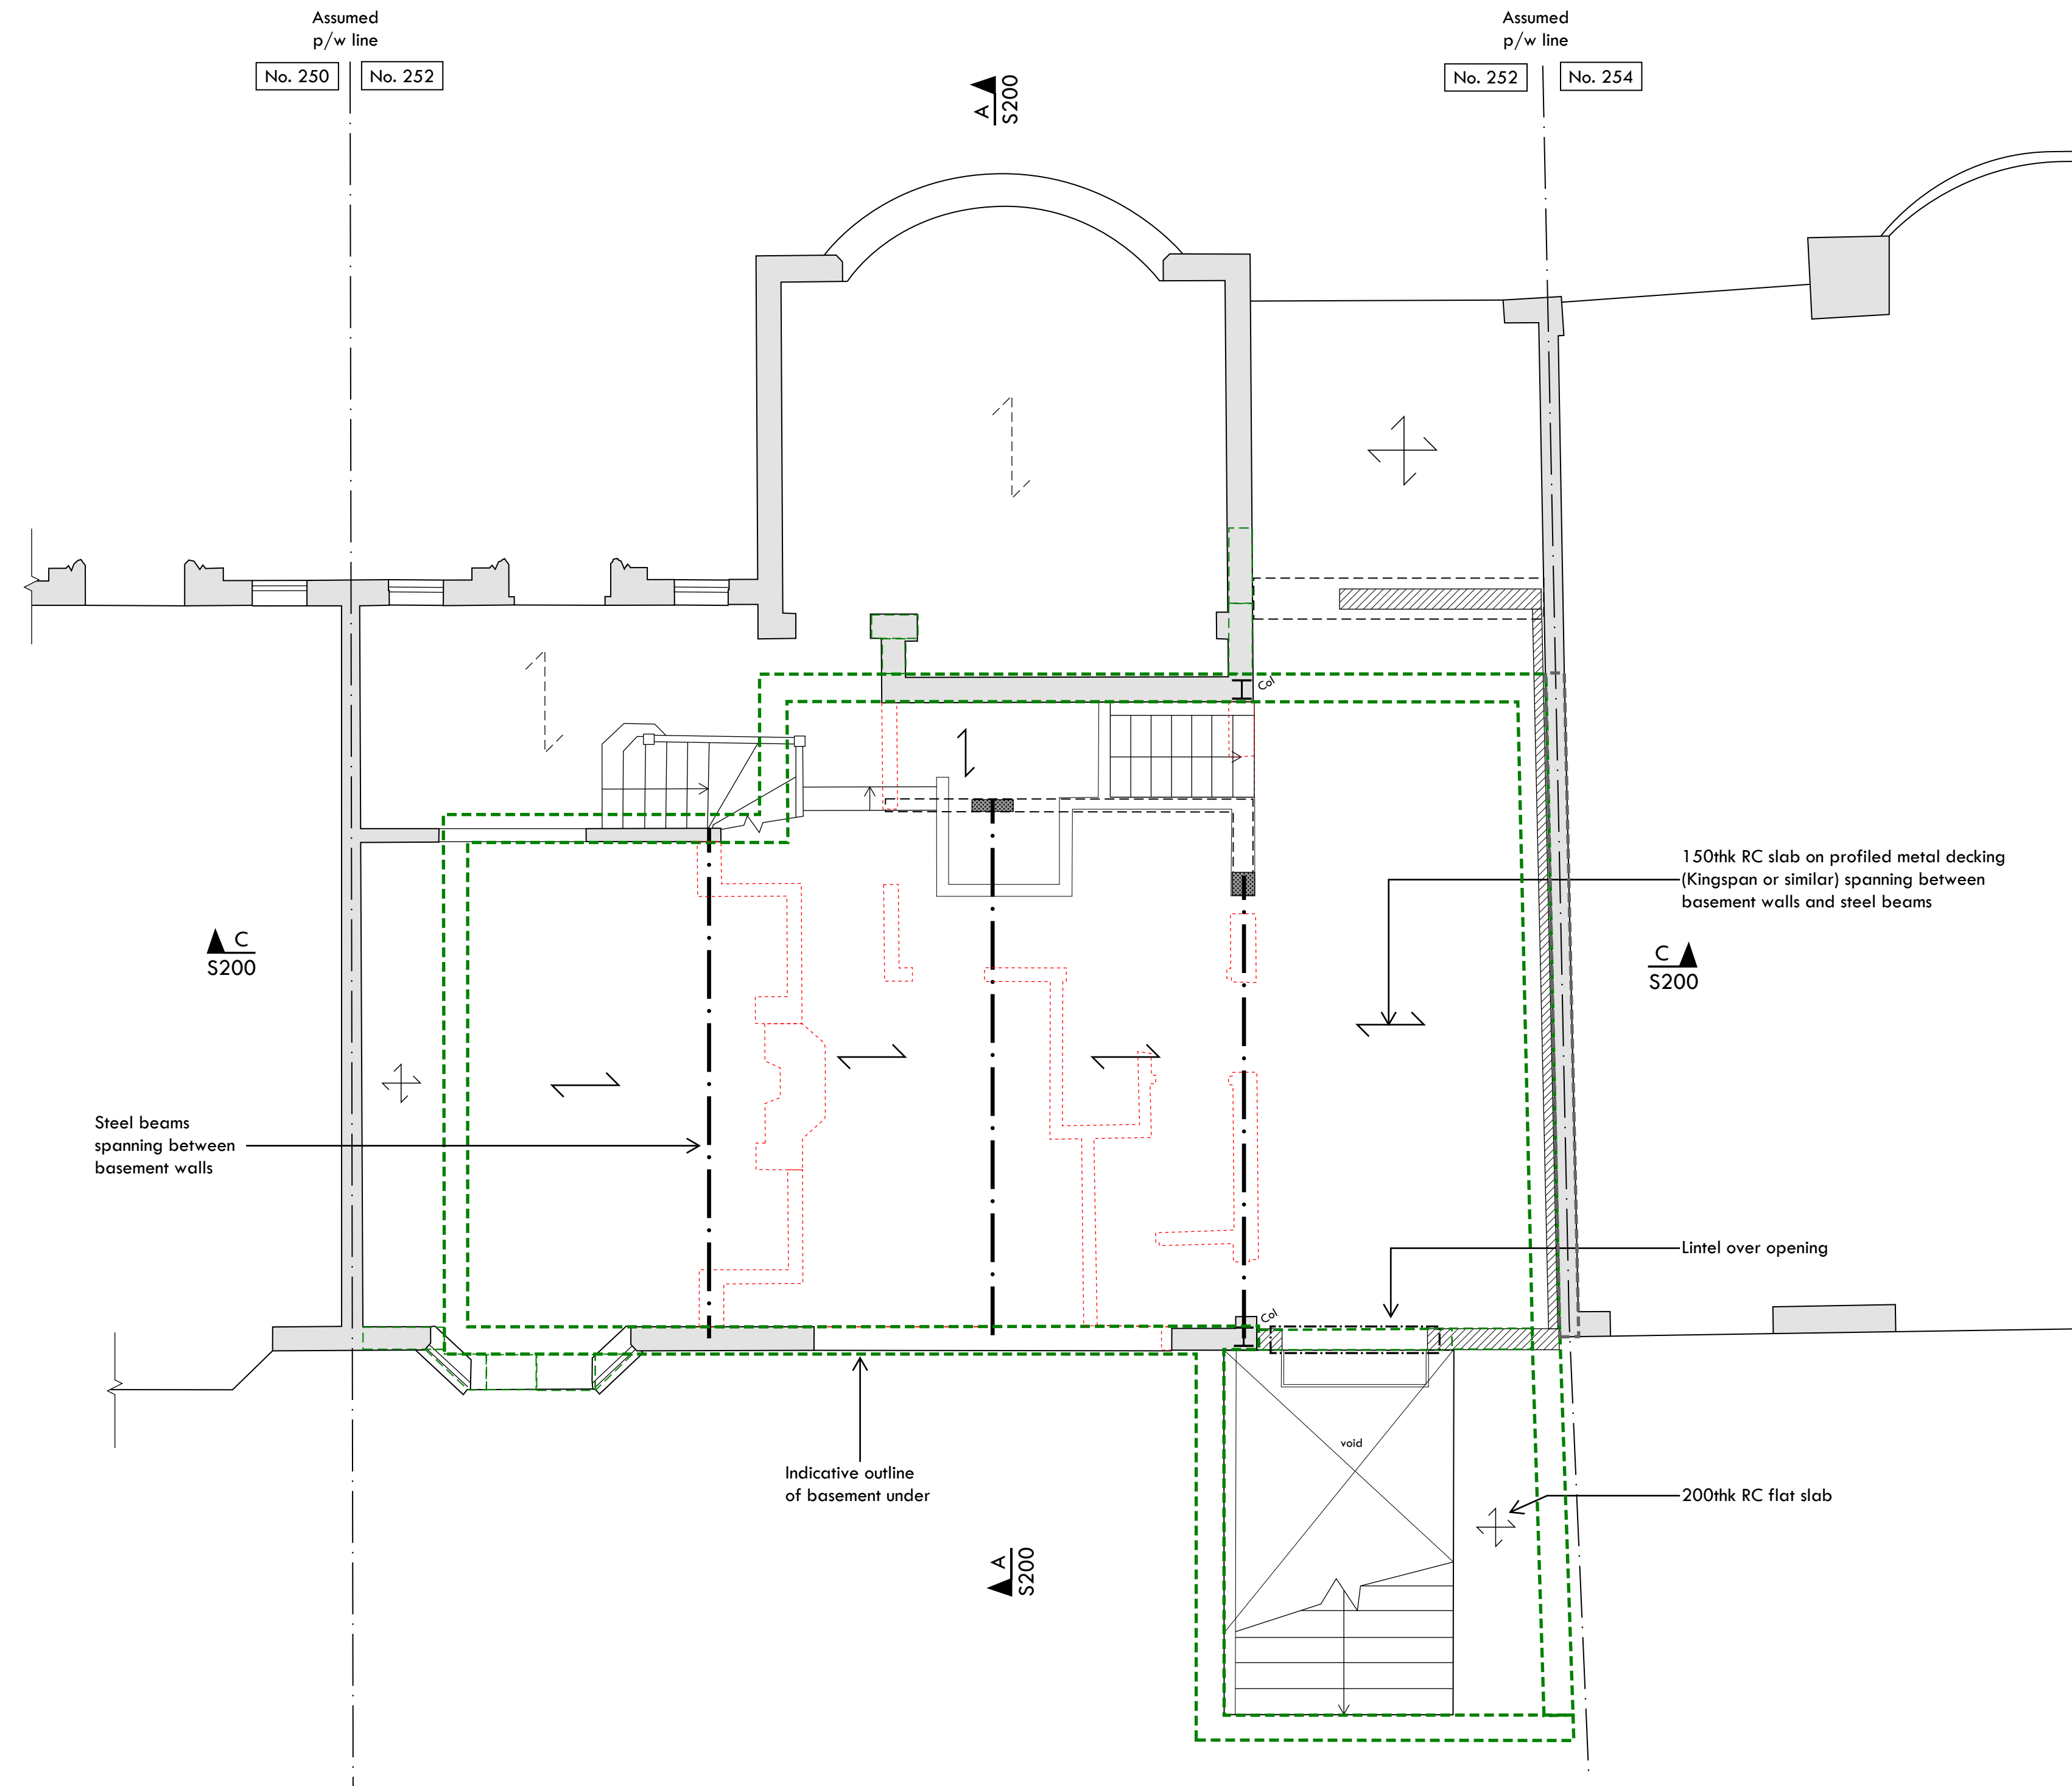 Assumed
p/w line
No. 250
No. 252
Assumed
p/w line
No. 252
No. 254
A
S200
Col
150thk RC slab on profiled metal decking
(Kingspan or similar) spanning between
basement walls and steel beams
C
S200
C
S200
Steel beams
spanning between
basement walls
Lintel over opening
Col
void
Indicative outline
of basement under
200thk RC flat slab
A
S200